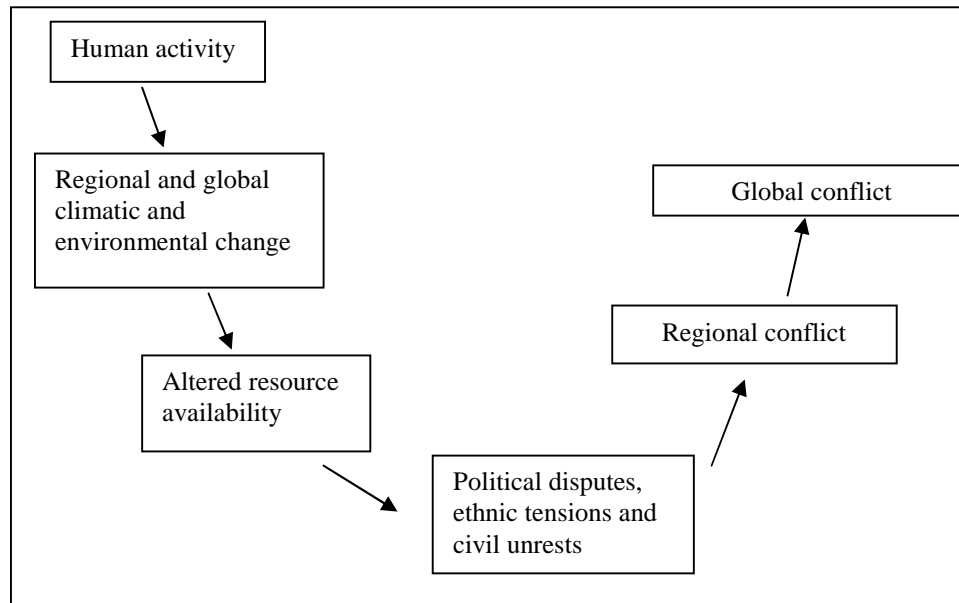 Human activity
Regional and global
climatic and
environmental change
Altered resource
availability
Political disputes,
ethnic tensions and
civil unrests
Regional conflict
Global conflict